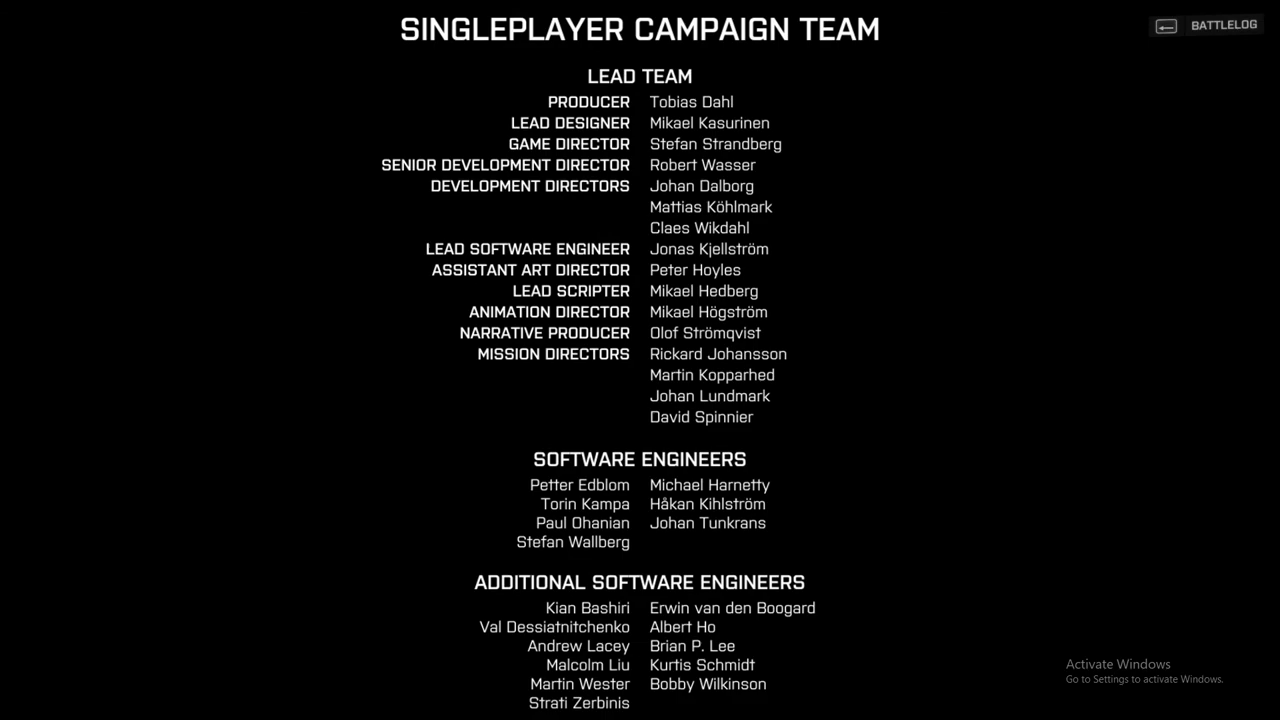 SINGLEPLAYER CAMPAIGN TEAM
BATTLELOG
LEAD TEAM
PRODUCER Tobias Dahl
LEAD DESIGNER Mikael Kasurinen
GAME DIRECTOR Stefan Strandberg
SENIOR DEVELOPMENT DIRECTOR Robert Wasser
DEVELOPMENT DIRECTORS Johan Dalborg
Mattias Köhlmark
Claes Wikdahl
LEAD SOFTWARE ENGINEER Jonas Kjellström
ASSISTANT ART DIRECTOR Peter Hoyles
LEAD SCRIPTER Mikael Hedberg
ANIMATION DIRECTOR Mikael Högström
NARRATIVE PRODUCER Olof Strömqvist
MISSION DIRECTORS Rickard Johansson
Martin Kopparhed
Johan Lundmark
David Spinnier
SOFTWARE ENGINEERS
Petter Edblom Michael Harnetty
Torin Kampa Håkan Kihlström
Paul Ohanian Johan Tunkrans
Stefan Wallberg
ADDITIONAL SOFTWARE ENGINEERS
Kian Bashiri Erwin van den Boogard
Val Dessiatnitchenko Albert Ho
Andrew Lacey Brian P. Lee
Malcolm Liu Kurtis Schmidt
Martin Wester Bobby Wilkinson
Strati Zerbinis
Activate Windows
Go to Settings to activate Windows.